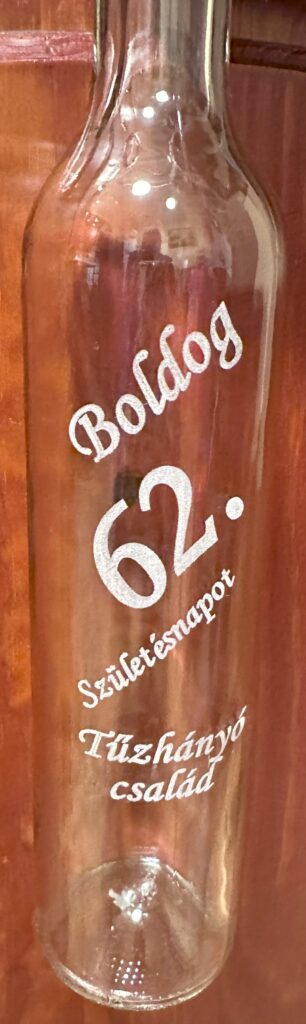 Boldog
62.
Születésnapot
Tűzhányó
család